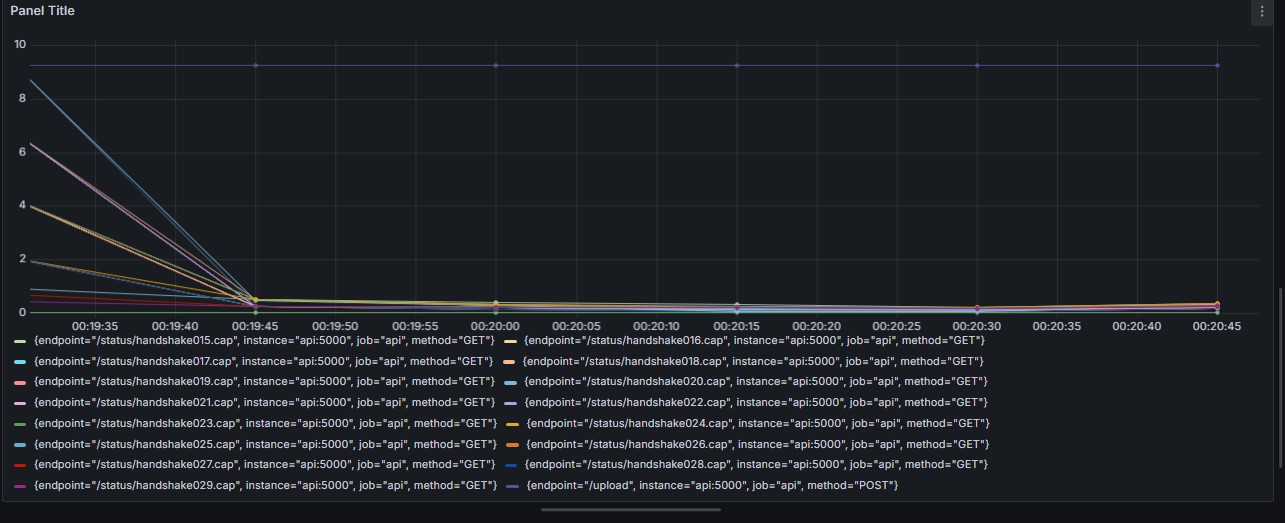 Panel Title
10
8
6
4
2
0
00:19:35 00:19:40 00:19:45 00:19:50 00:19:55 00:20:00 00:20:05 00:20:10 00:20:15 00:20:20 00:20:25 00:20:30 00:20:35 00:20:40 00:20:45
{endpoint="/status/handshake015.cap", instance="api:5000", job="api", method="GET"} {endpoint="/status/handshake016.cap", instance="api:5000", job="api", method="GET"}
{endpoint="/status/handshake017.cap", instance="api:5000", job="api", method="GET"} {endpoint="/status/handshake018.cap", instance="api:5000", job="api", method="GET"}
{endpoint="/status/handshake019.cap", instance="api:5000", job="api", method="GET"} {endpoint="/status/handshake020.cap", instance="api:5000", job="api", method="GET"}
{endpoint="/status/handshake021.cap", instance="api:5000", job="api", method="GET"} {endpoint="/status/handshake022.cap", instance="api:5000", job="api", method="GET"}
{endpoint="/status/handshake023.cap", instance="api:5000", job="api", method="GET"} {endpoint="/status/handshake024.cap", instance="api:5000", job="api", method="GET"}
{endpoint="/status/handshake025.cap", instance="api:5000", job="api", method="GET"} {endpoint="/status/handshake026.cap", instance="api:5000", job="api", method="GET"}
{endpoint="/status/handshake027.cap", instance="api:5000", job="api", method="GET"} {endpoint="/status/handshake028.cap", instance="api:5000", job="api", method="GET"}
{endpoint="/status/handshake029.cap", instance="api:5000", job="api", method="GET"} {endpoint="/upload", instance="api:5000", job="api", method="POST"}